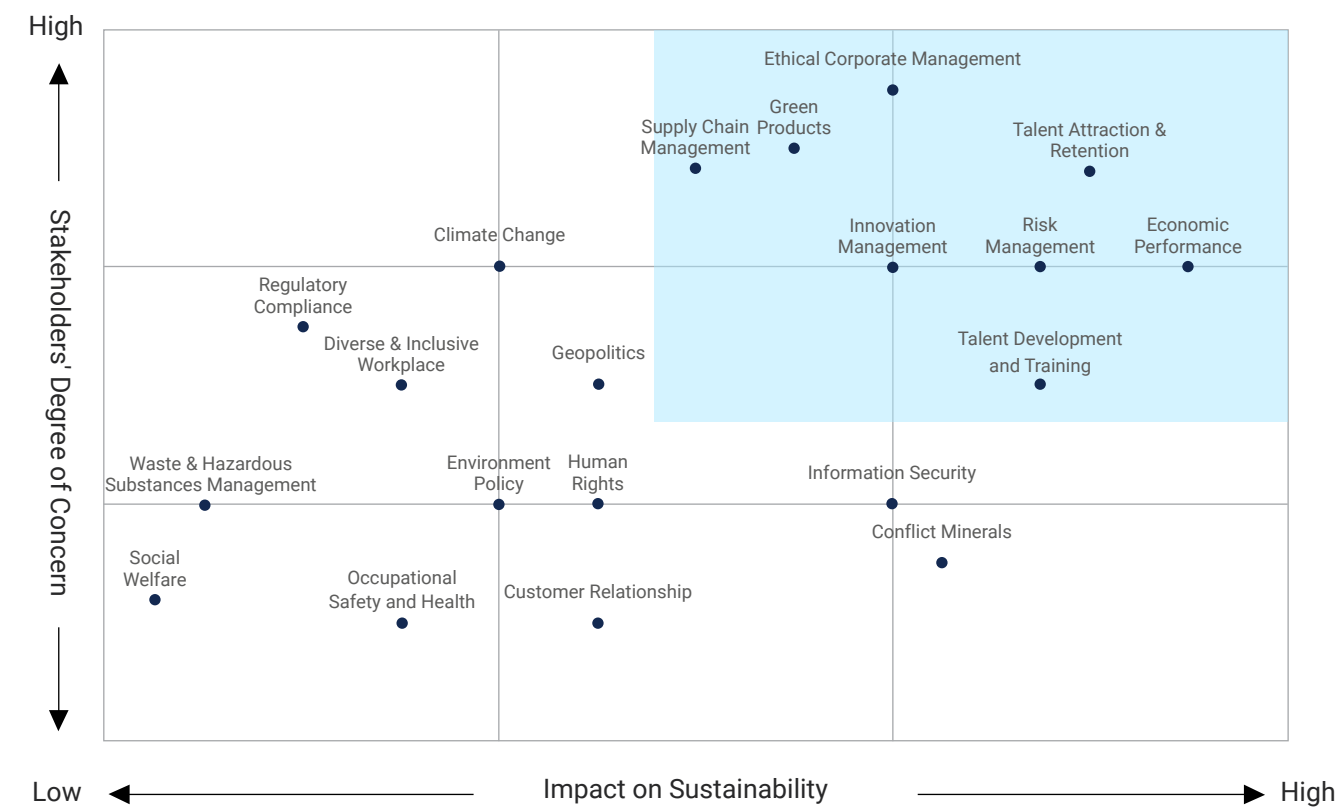 High
Ethical Corporate Management
Green
Products
Supply Chain
Management
Talent Attraction &
Retention
Climate Change
Innovation
Management
Risk
Management
Economic
Performance
Regulatory
Compliance
Diverse & Inclusive
Workplace
Geopolitics
Talent Development
and Training
Stakeholders' Degree of Concern
Waste & Hazardous
Substances Management
Environment
Policy
Human
Rights
Information Security
Conflict Minerals
Social
Welfare
Occupational
Safety and Health
Customer Relationship
Low
Impact on Sustainability
High